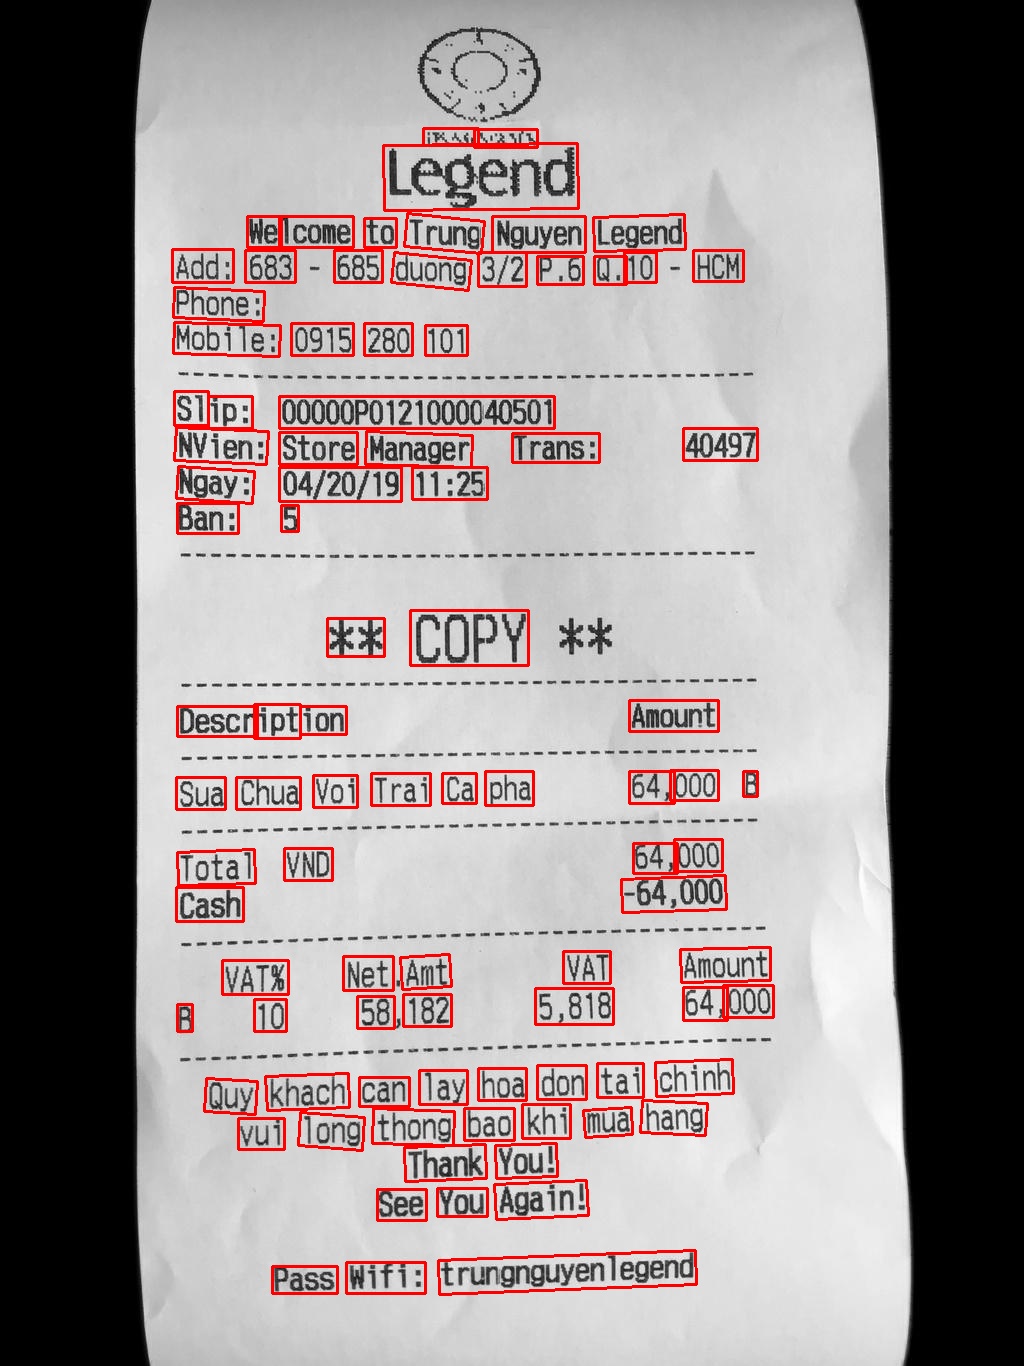 Legend
Welcome to Trung Nguyen Legend
Add: 683 - 685 duong 3/2 P.6 Q.10 - HCM
Phone:
Mobile: 0915 280 101
Slip: 00000P0121000040501
NVien: Store Manager Trans: 40497
Ngay: 04/20/19 11:25
Ban: 5
** COPY **
Description Amount
Sua Chua Voi Trai Ca pha 64,000 B
Total VND 64,000
Cash -64,000
VAT% Net.Amt VAT Amount
B 10 58,182 5,818 64,000
Quy khach can lay hoa don tai chinh
vui long thong bao khi mua hang
Thank You!
See You Again!
Pass Wifi: trungnguyenlegend